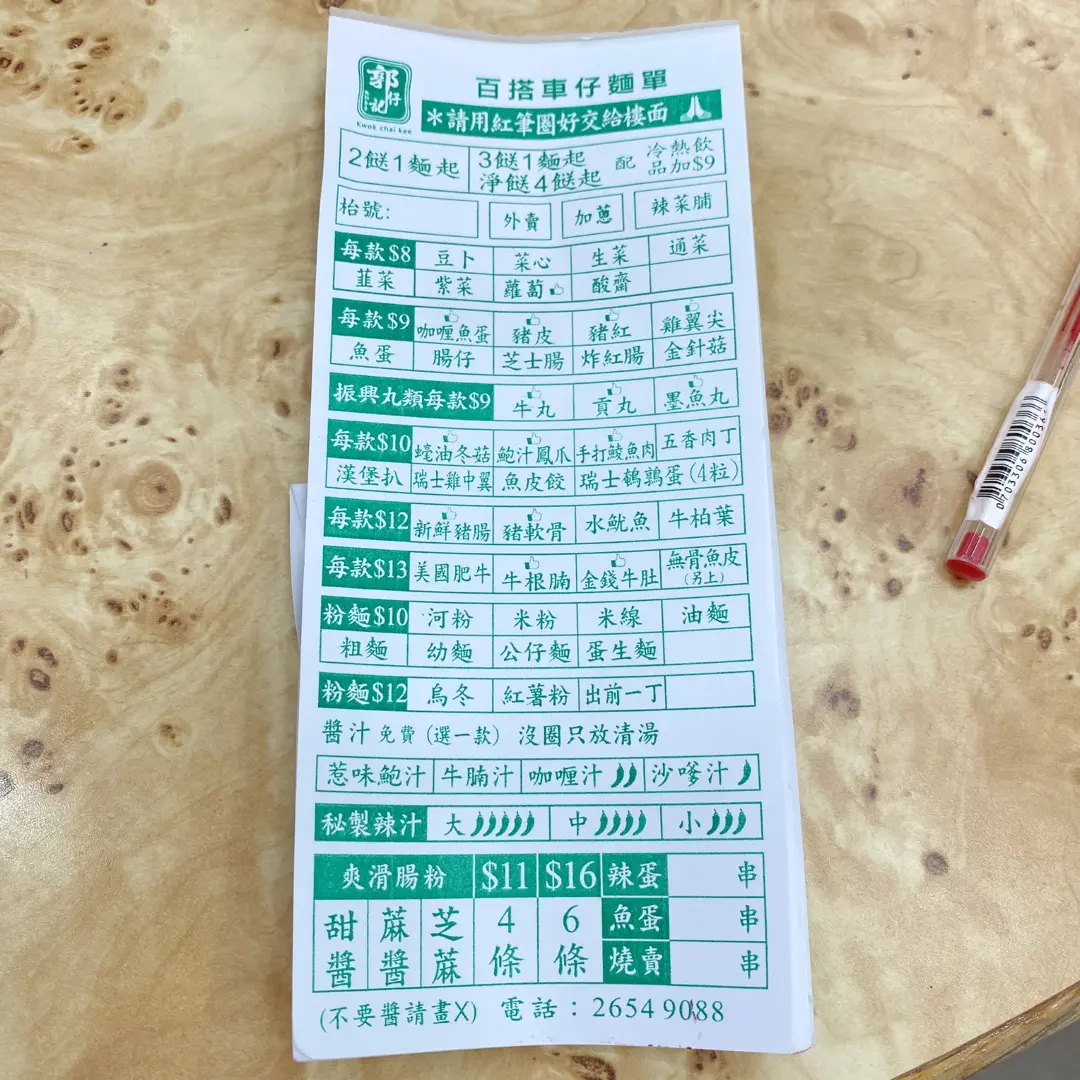 郭仔記
Kwok chai kee
百搭車仔麵單
*請用紅筆圈好交給樓面
2餸1麵起 3餸1麵起 配 冷熱飲
淨餸4餸起 品加$9
枱號: 外賣 加蔥 辣菜脯
每款$8 豆卜 菜心 生菜 通菜
韮菜 紫菜 蘿蔔 酸齋
每款$9 咖喱魚蛋 豬皮 豬紅 雞翼尖
魚蛋 腸仔 芝士腸 炸紅腸 金針菇
振興丸類每款$9 牛丸 貢丸 墨魚丸
每款$10 蠔油冬菇 鮑汁鳳爪 手打鯪魚肉 五香肉丁
漢堡扒 瑞士雞中翼 魚皮餃 瑞士鵪鶉蛋(4粒)
每款$12 新鮮豬腸 豬軟骨 水魷魚 牛柏葉
每款$13 美國肥牛 牛根腩 金錢牛肚 無骨魚皮
(另上)
粉麵$10 河粉 米粉 米線 油麵
粗麵 幼麵 公仔麵 蛋生麵
粉麵$12 烏冬 紅薯粉 出前一丁
醬汁 免費 (選一款) 沒圈只放清湯
惹味鮑汁 牛腩汁 咖喱汁 沙嗲汁
秘製辣汁 大 中 小
爽滑腸粉 $11 $16 辣蛋 串
甜醬 蔴醬 芝蔴 4條 6條 魚蛋 串
燒賣 串
(不要醬請畫X) 電話:2654 9088
0703306800364